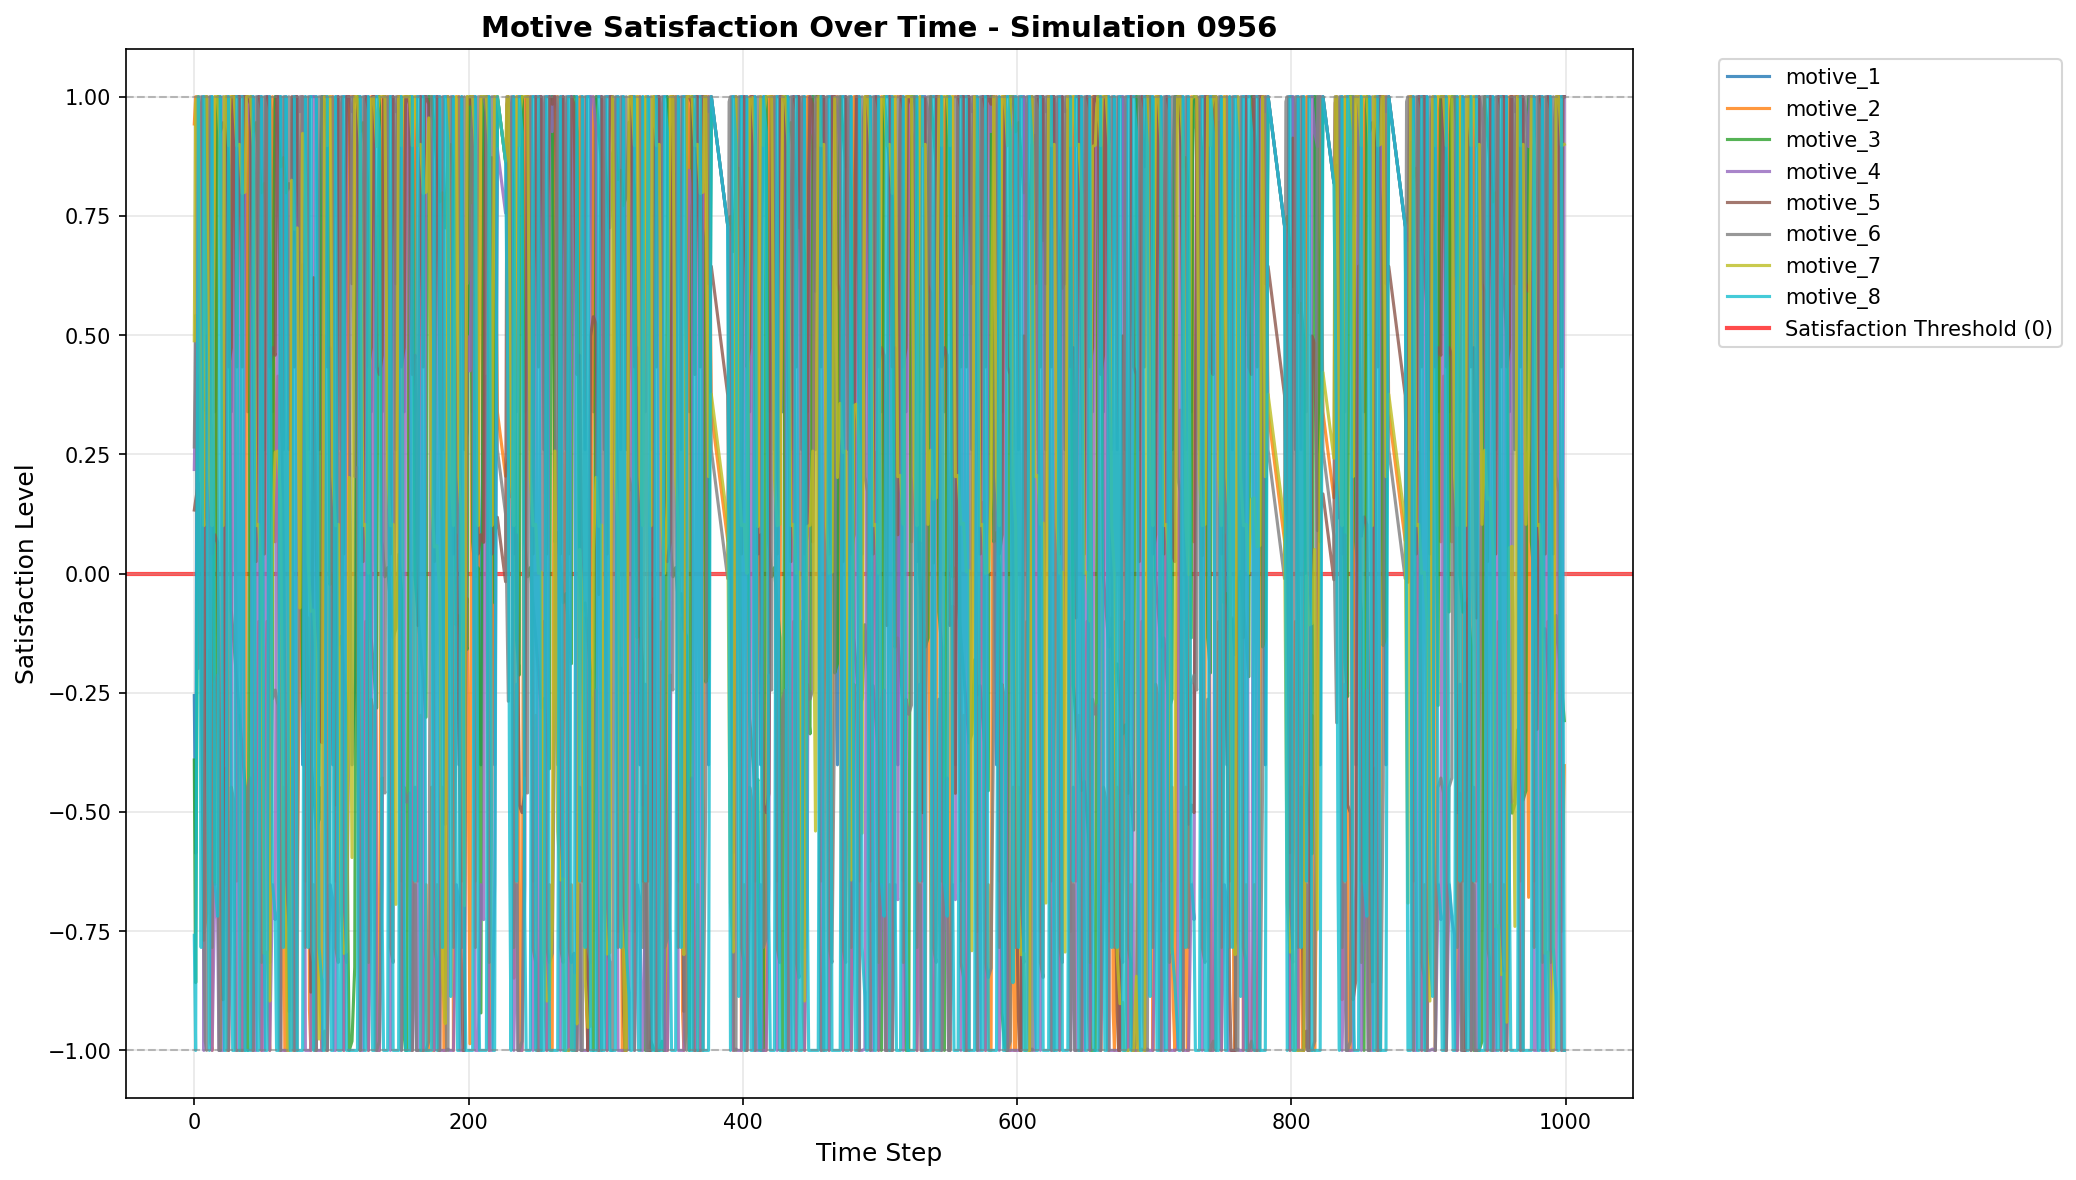 Motive Satisfaction Over Time - Simulation 0956
Satisfaction Level
1.00
0.75
0.50
0.25
0.00
−0.25
−0.50
−0.75
−1.00
0
200
400
600
800
1000
Time Step
motive_1
motive_2
motive_3
motive_4
motive_5
motive_6
motive_7
motive_8
Satisfaction Threshold (0)